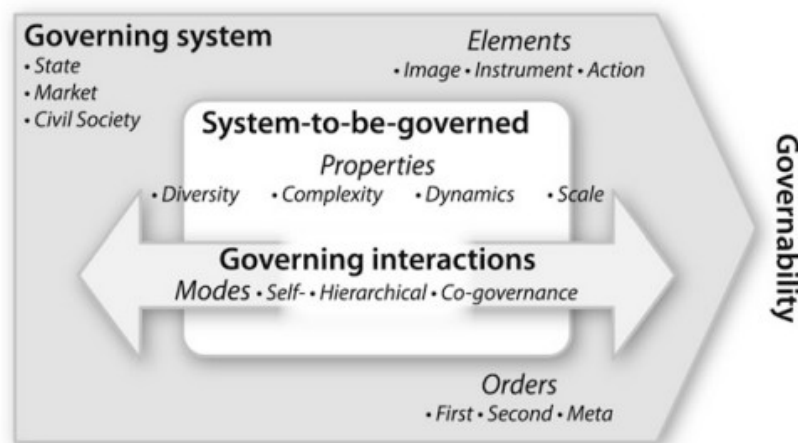 Governing system
• State
• Market
• Civil Society
Elements
• Image • Instrument • Action
System-to-be-governed
Properties
• Diversity • Complexity • Dynamics • Scale
Governing interactions
Modes • Self- • Hierarchical • Co-governance
Orders
• First • Second • Meta
Governability